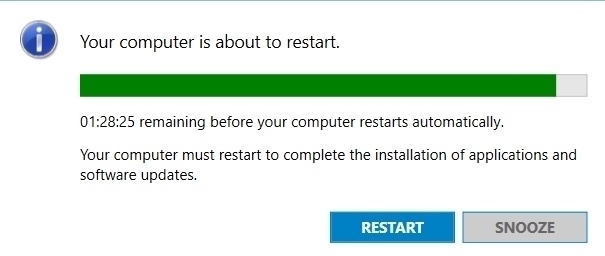 Your computer is about to restart.
01:28:25 remaining before your computer restarts automatically.
Your computer must restart to complete the installation of applications and
software updates.
RESTART
SNOOZE